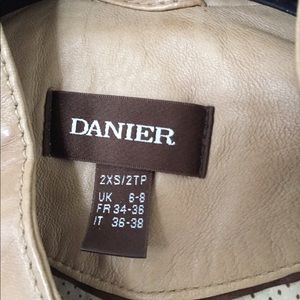 DANIER
2XS/2TP
UK 6-8
FR 34-36
IT 36-38